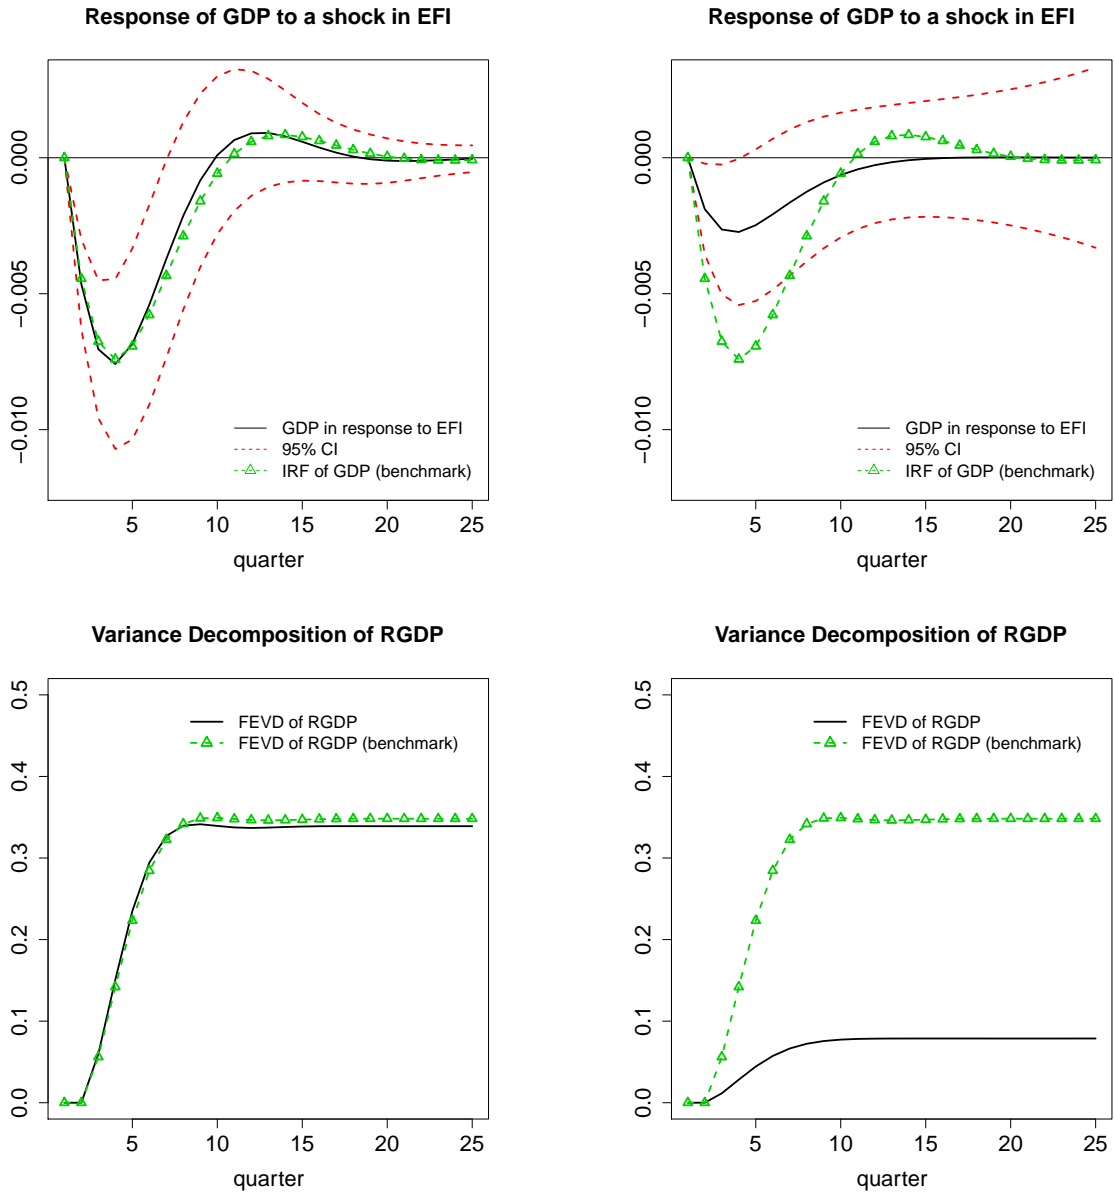 Response of GDP to a shock in EFI
0.000
−0.005
−0.010
GDP in response to EFI
95% CI
IRF of GDP (benchmark)
5 10 15 20 25
quarter
Response of GDP to a shock in EFI
0.000
−0.005
−0.010
GDP in response to EFI
95% CI
IRF of GDP (benchmark)
5 10 15 20 25
quarter
Variance Decomposition of RGDP
0.5
0.4
0.3
0.2
0.1
0.0
FEVD of RGDP
FEVD of RGDP (benchmark)
5 10 15 20 25
quarter
Variance Decomposition of RGDP
0.5
0.4
0.3
0.2
0.1
0.0
FEVD of RGDP
FEVD of RGDP (benchmark)
5 10 15 20 25
quarter